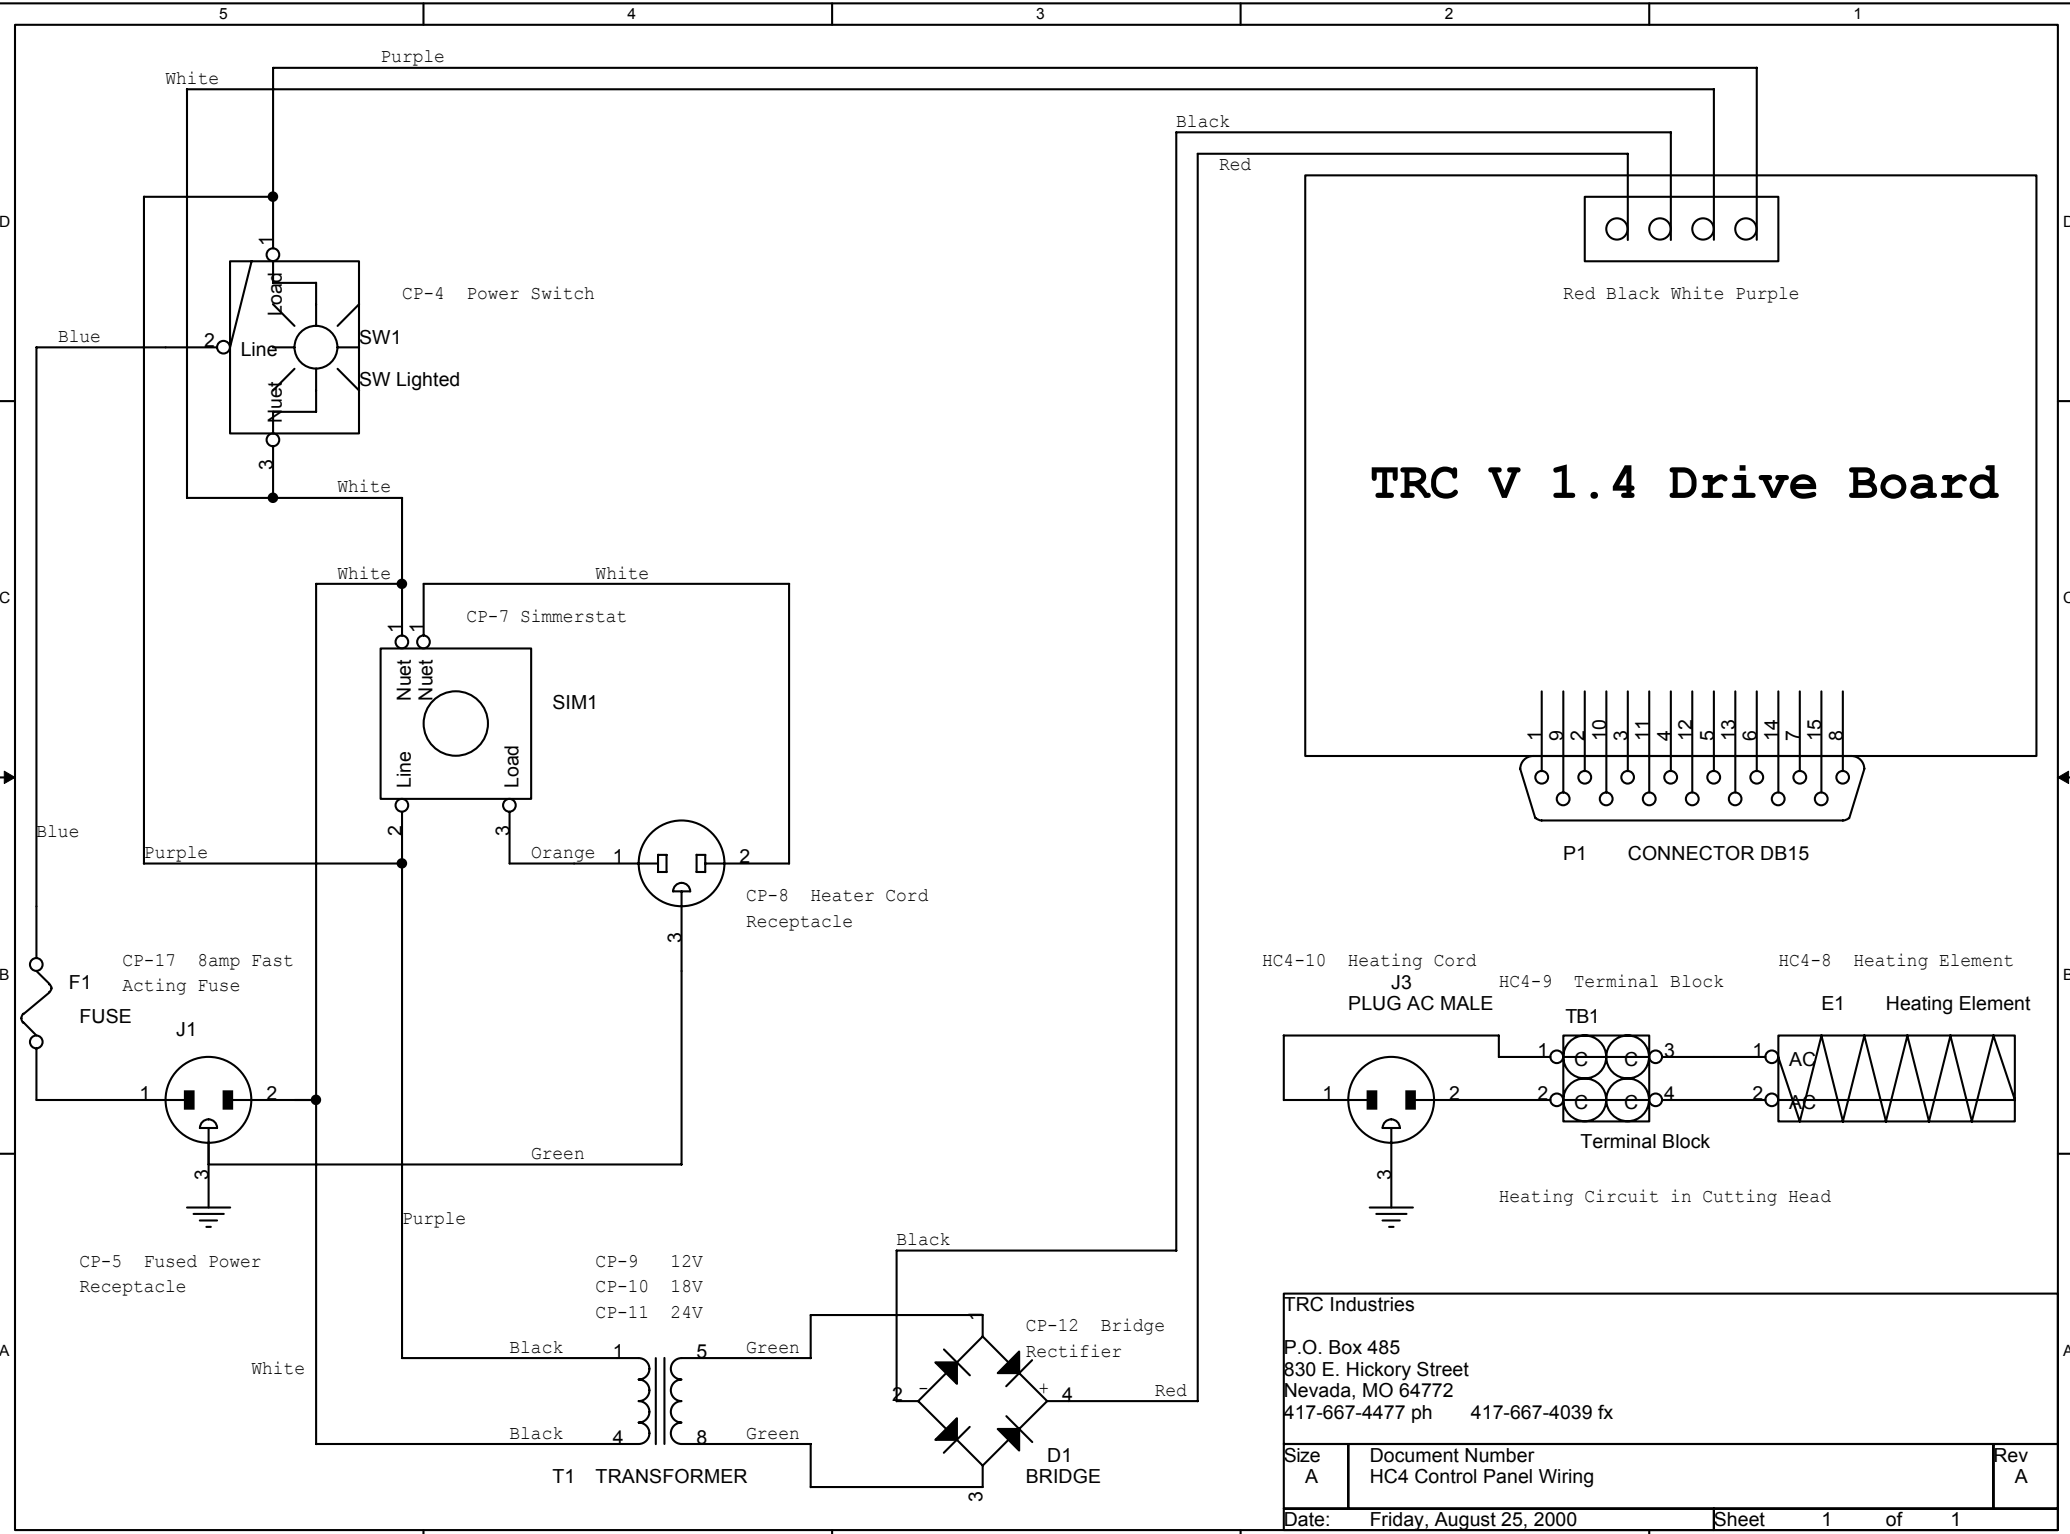 5 4 3 2 1
Purple
White
Black
Red
D D
1
Load
CP-4 Power Switch
Red Black White Purple
Blue
2
Line
SW1
SW Lighted
Nuet
3
White
TRC V 1.4 Drive Board
White
White
C C
CP-7 Simmerstat
1 1
Nuet
Nuet
SIM1
Line
Load
2
3
1 9 2 10 3 11 4 12 5 13 6 14 7 15 8
Blue
Purple
Orange
1 2
P1 CONNECTOR DB15
CP-8 Heater Cord
Receptacle
3
B B
CP-17 8amp Fast
Acting Fuse
F1
FUSE
J1
HC4-10 Heating Cord
J3
PLUG AC MALE
HC4-9 Terminal Block
TB1
HC4-8 Heating Element
E1 Heating Element
1 C C 3 1 AC
1 2
1 2
2 C C 4 2 AC
Terminal Block
Green
3
3
Heating Circuit in Cutting Head
Purple
Black
CP-5 Fused Power
Receptacle
CP-9 12V
CP-10 18V
CP-11 24V
1
CP-12 Bridge
Rectifier
A A
Black 1 5 Green
White
2 - + 4 Red
Black 4 8 Green
D1
BRIDGE
T1 TRANSFORMER
3
TRC Industries
P.O. Box 485
830 E. Hickory Street
Nevada, MO 64772
417-667-4477 ph 417-667-4039 fx
Size
A
Document Number
HC4 Control Panel Wiring
Rev
A
Date: Friday, August 25, 2000 Sheet 1 of 1